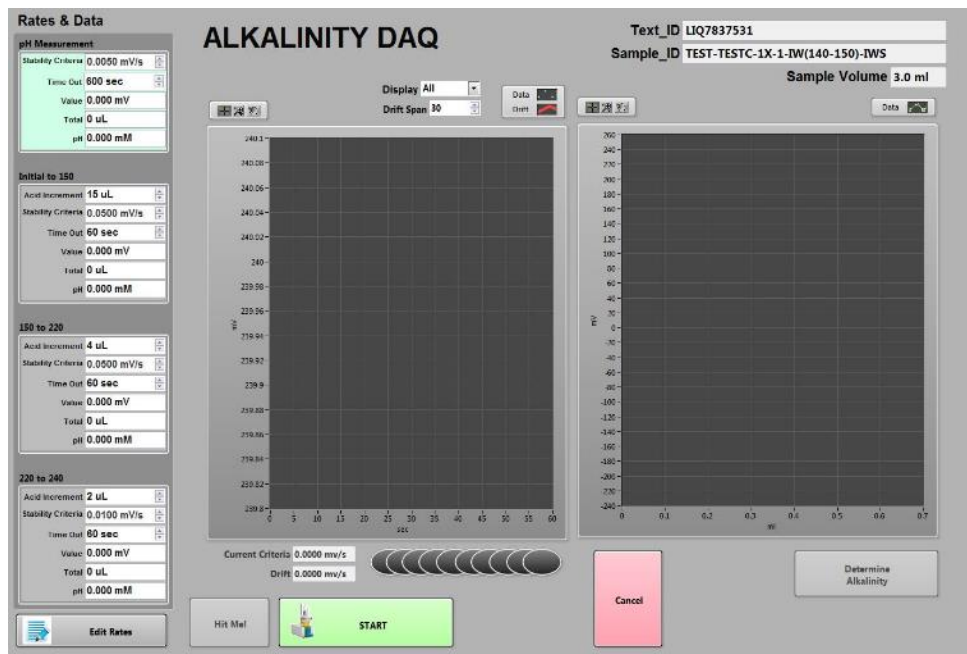 Rates & Data
pH Measurement
Stability Criteria 0.0050 mV/s
Time Out 600 sec
Value 0.000 mV
Total 0 uL
pH 0.000 mM
Initial to 150
Acid Increment 15 uL
Stability Criteria 0.0500 mV/s
Time Out 60 sec
Value 0.000 mV
Total 0 uL
pH 0.000 mM
150 to 220
Acid Increment 4 uL
Stability Criteria 0.0500 mV/s
Time Out 60 sec
Value 0.000 mV
Total 0 uL
pH 0.000 mM
220 to 240
Acid Increment 2 uL
Stability Criteria 0.0100 mV/s
Time Out 60 sec
Value 0.000 mV
Total 0 uL
pH 0.000 mM
Edit Rates
ALKALINITY DAQ
Text_ID LIQ7837531
Sample_ID TEST-TESTC-1X-1-IW(140-150)-IWS
Sample Volume 3.0 ml
Display All
Drift Span 30
Data
Drift
240.1
240.08
240.06
240.04
240.02
240
239.98
239.96
239.94
239.92
239.9
239.88
239.86
239.84
239.82
239.8
mV
0 5 10 15 20 25 30 35 40 45 50 55 60
sec
Data
260
240
200
180
160
140
120
100
80
60
40
0
-40
-60
-80
-100
-120
-140
-160
-180
-200
-240
mV
0 0.1 0.2 0.3 0.4 0.5 0.6 0.7
Current Criteria 0.0000 mv/s
Drift 0.0000 mv/s
Hit Me!
START
Cancel
Determine
Alkalinity